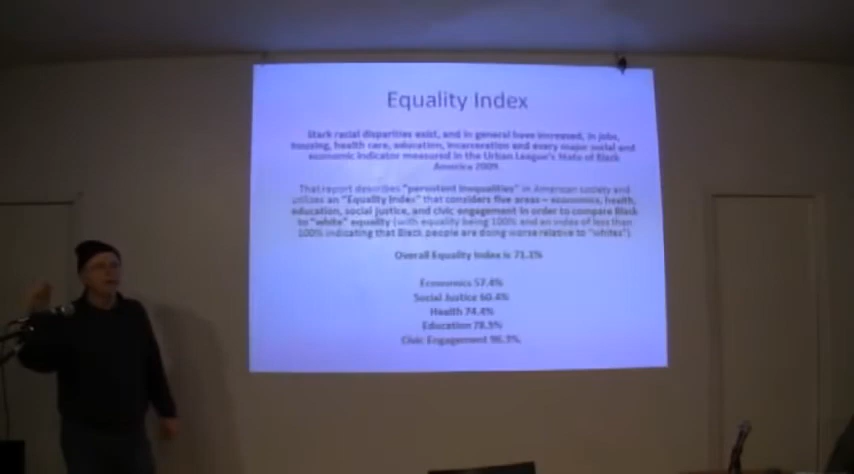 Equality Index
Stark racial disparities exist, and in general have increased, in jobs,
housing, health care, education, incarceration and every major social and
economic indicator measured in the Urban League's State of Black
America 2009
That report describes "persistent inequalities" in American society and
utilizes an "Equality Index" that considers five areas – economics, health,
education, social justice, and civic engagement in order to compare Black
to "white" equality (with equality being 100% and an index of less than
100% indicating that Black people are doing worse relative to "whites")
Overall Equality Index is 71.1%
Economics 57.4%
Social Justice 60.4%
Health 74.4%
Education 78.5%
Civic Engagement 96.3%